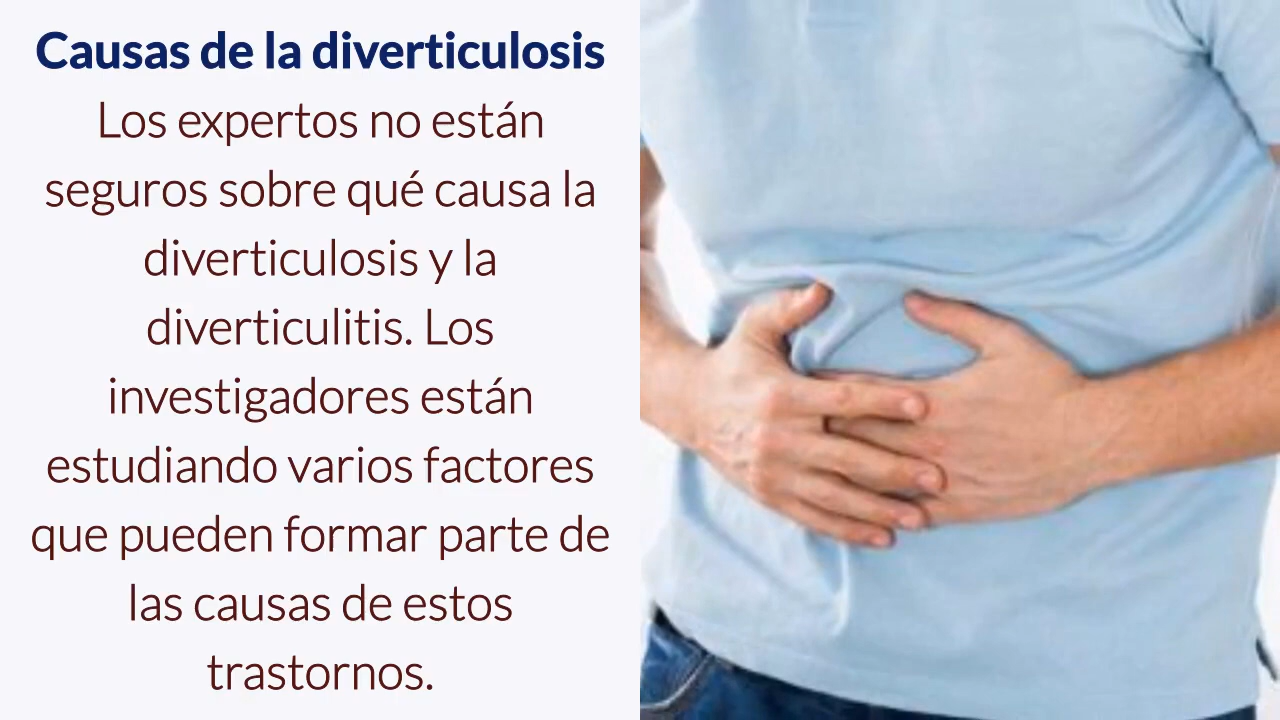 Causas de la diverticulosis
Los expertos no están
seguros sobre qué causa la
diverticulosis y la
diverticulitis. Los
investigadores están
estudiando varios factores
que pueden formar parte de
las causas de estos
trastornos.